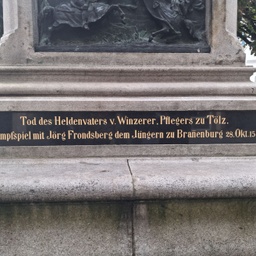 Tod des Heldenvaters v. Winzerer, Pflegers zu Tölz,
mpfspiel mit Jörg Frondsberg dem Jüngern zu Brañenburg 28. Okt. 15